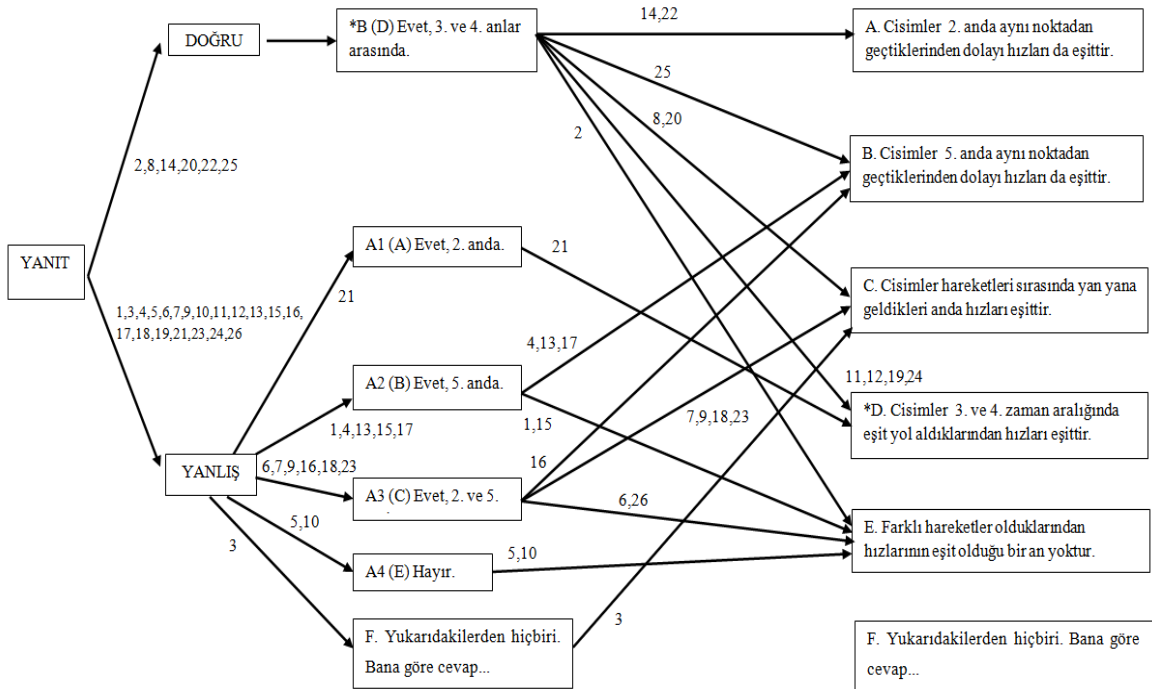 14,22
*B (D) Evet, 3. ve 4. anlar
arasında.
A. Cisimler 2. anda aynı noktadan
geçtiklerinden dolayı hızları da eşittir.
DOĞRU
25
8,20
2
2,8,14,20,22,25
B. Cisimler 5. anda aynı noktadan
geçtiklerinden dolayı hızları da eşittir.
A1 (A) Evet, 2. anda.
21
YANIT
21
C. Cisimler hareketleri sırasında yan yana
geldikleri anda hızları eşittir.
1,3,4,5,6,7,9,10,11,12,13,15,16,
17,18,19,21,23,24,26
4,13,17
11,12,19,24
A2 (B) Evet, 5. anda.
*D. Cisimler 3. ve 4. zaman aralığında
eşit yol aldıklarından hızları eşittir.
7,9,18,23
1,15
1,4,13,15,17
16
YANLIŞ
6,7,9,16,18,23
A3 (C) Evet, 2. ve 5.
6,26
5,10
E. Farklı hareketler olduklarından
hızlarının eşit olduğu bir an yoktur.
3
5,10
A4 (E) Hayır.
3
F. Yukarıdakilerden hiçbiri.
Bana göre cevap...
F. Yukarıdakilerden hiçbiri. Bana göre
cevap...